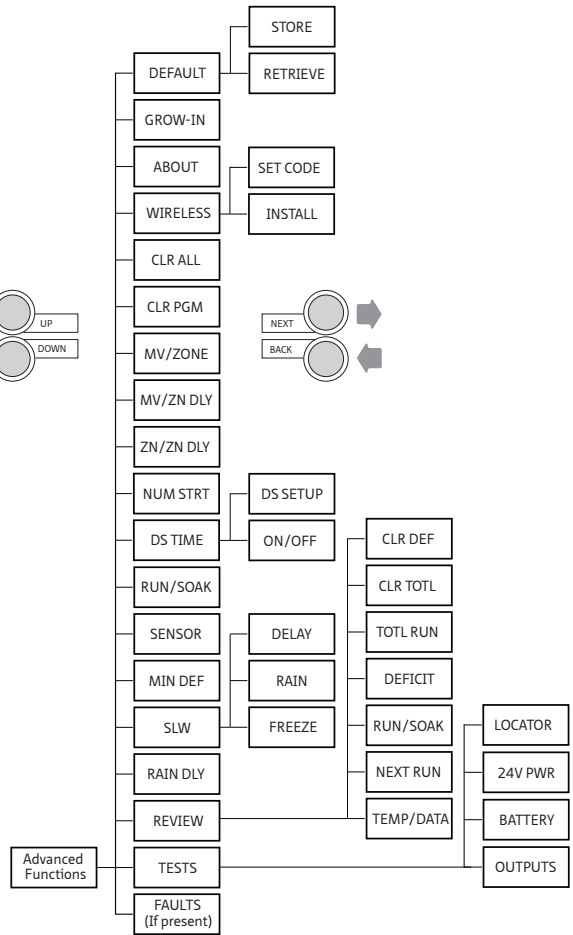 STORE
DEFAULT
RETRIEVE
GROW-IN
ABOUT
SET CODE
WIRELESS
INSTALL
CLR ALL
CLR PGM
UP
NEXT
DOWN
BACK
MV/ZONE
MV/ZN DLY
ZN/ZN DLY
NUM STRT
DS SETUP
DS TIME
ON/OFF
CLR DEF
RUN/SOAK
CLR TOTL
SENSOR
DELAY
TOTL RUN
MIN DEF
RAIN
DEFICIT
SLW
FREEZE
RUN/SOAK
LOCATOR
RAIN DLY
NEXT RUN
24V PWR
REVIEW
TEMP/DATA
BATTERY
Advanced
Functions
TESTS
OUTPUTS
FAULTS
(If present)